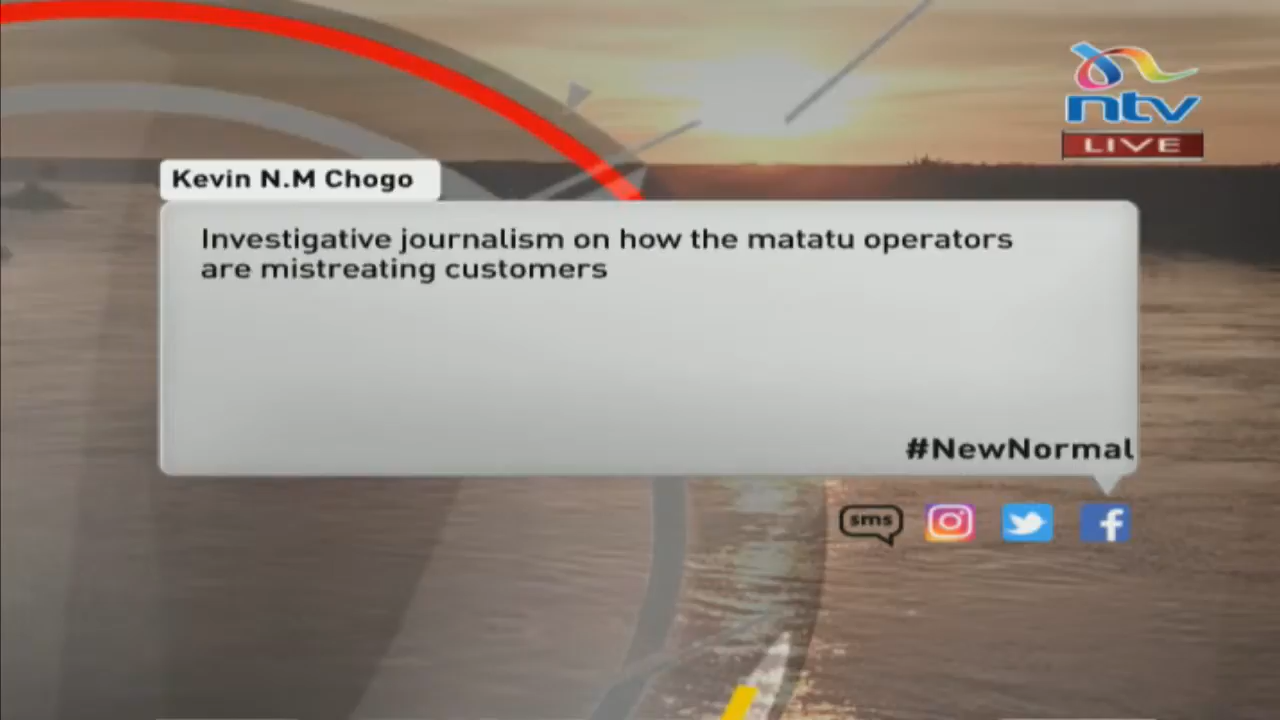 ntv
LIVE
Kevin N.M Chogo
Investigative journalism on how the matatu operators
are mistreating customers
#NewNormal
sms